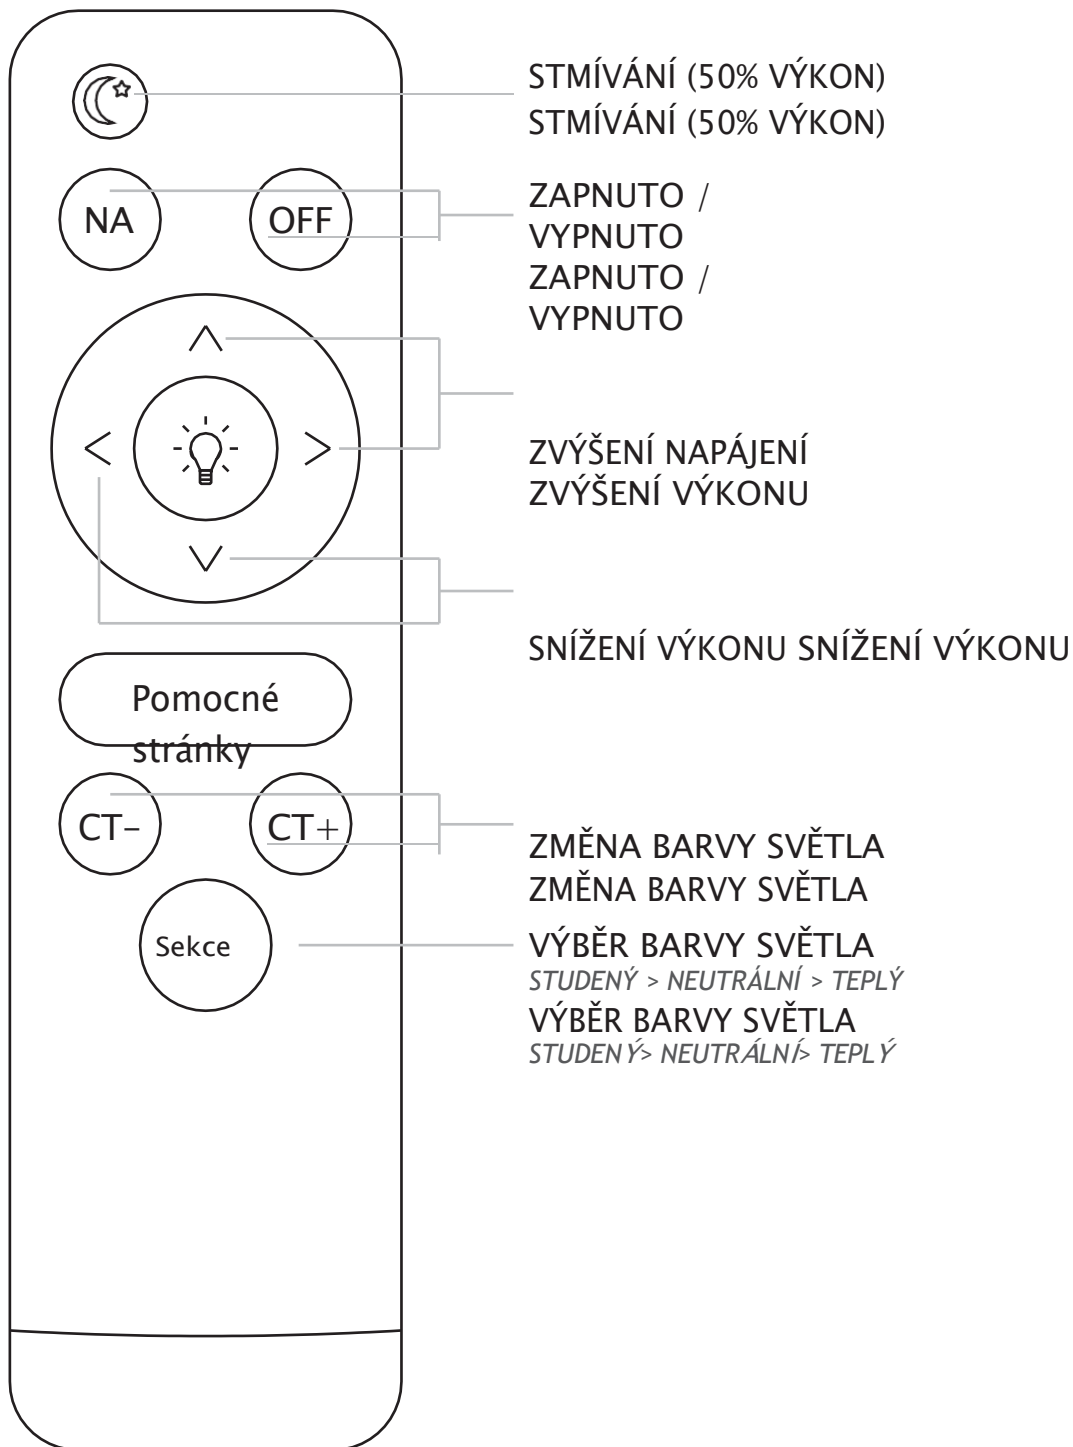 STMÍVÁNÍ (50% VÝKON)
STMÍVÁNÍ (50% VÝKON)
NA
OFF
ZAPNUTO /
VYPNUTO
ZAPNUTO /
VYPNUTO
ZVÝŠENÍ NAPÁJENÍ
ZVÝŠENÍ VÝKONU
SNÍŽENÍ VÝKONU SNÍŽENÍ VÝKONU
Pomocné
stránky
CT-
CT+
ZMĚNA BARVY SVĚTLA
ZMĚNA BARVY SVĚTLA
Sekce
VÝBĚR BARVY SVĚTLA
STUDENÝ > NEUTRÁLNÍ > TEPLÝ
VÝBĚR BARVY SVĚTLA
STUDENÝ> NEUTRÁLNÍ> TEPLÝ